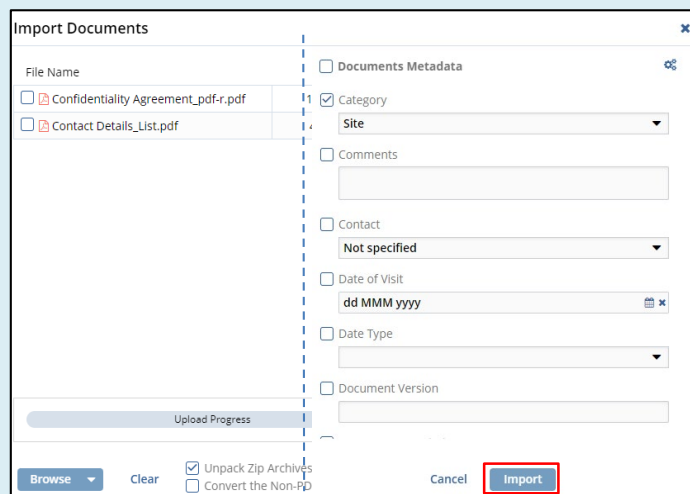 Import Documents
File Name
Confidentiality Agreement_pdf-r.pdf
Contact Details_List.pdf
Upload Progress
Browse
Clear
Unpack Zip Archives
Convert the Non-PD
Documents Metadata
Category
Site
Comments
Contact
Not specified
Date of Visit
dd MMM yyyy
Date Type
Document Version
Cancel
Import